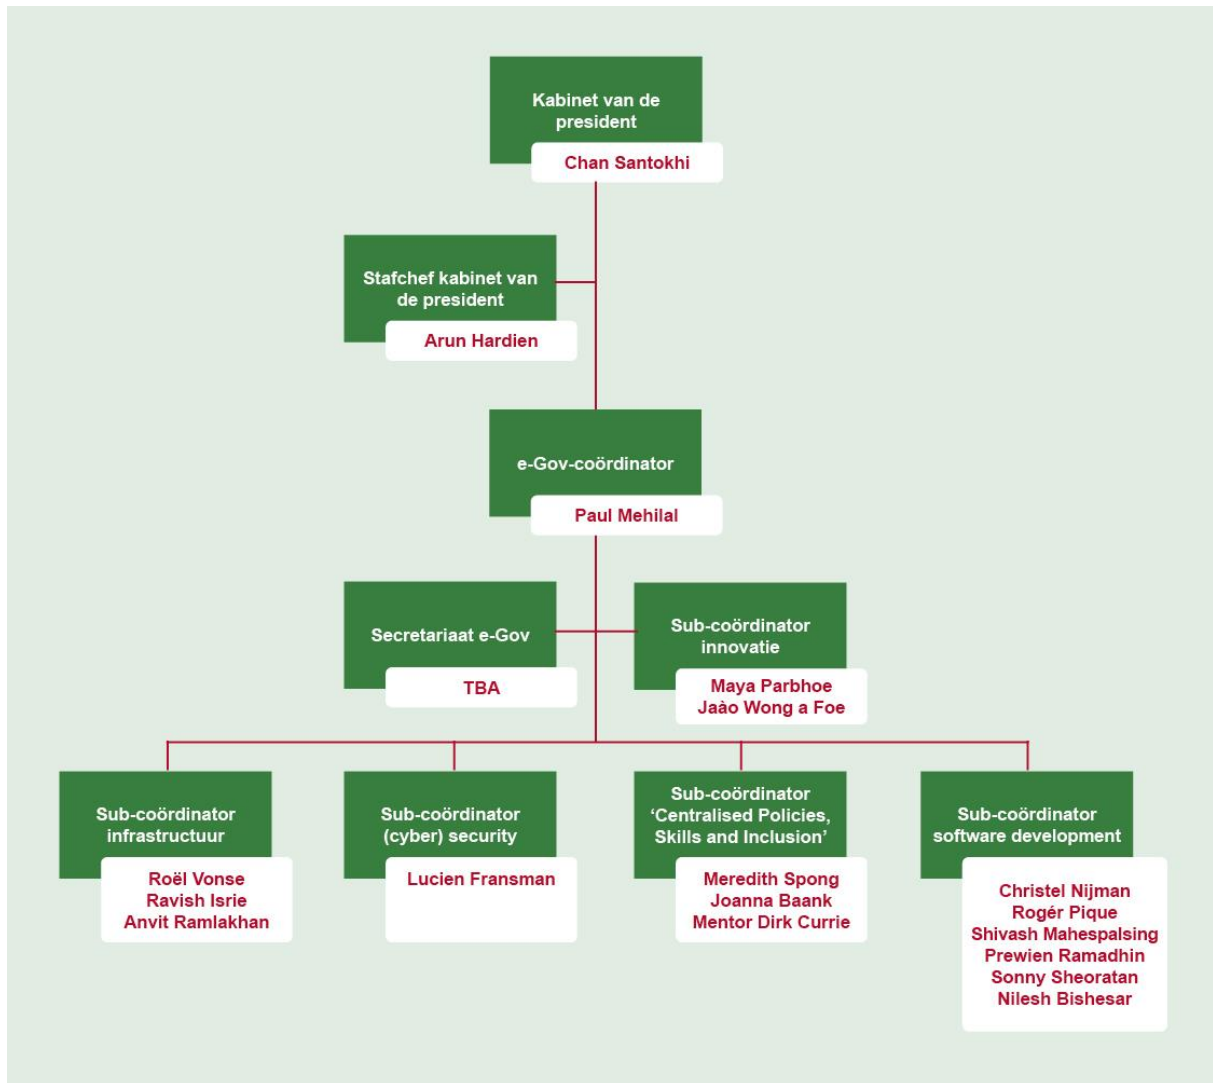 Kabinet van de
president
Chan Santokhi
Stafchef kabinet van
de president
Arun Hardien
e-Gov-coördinator
Paul Mehilal
Secretariaat e-Gov
TBA
Sub-coördinator
innovatie
Maya Parbhoe
Jaào Wong a Foe
Sub-coördinator
infrastructuur
Roël Vonse
Ravish Isrie
Anvit Ramlakhan
Sub-coördinator
(cyber) security
Lucien Fransman
Sub-coördinator
‘Centralised Policies,
Skills and Inclusion’
Meredith Spong
Joanna Baank
Mentor Dirk Currie
Sub-coördinator
software development
Christel Nijman
Rogér Pique
Shivash Mahespalsing
Prewien Ramadhin
Sonny Sheoratan
Nilesh Bishesar